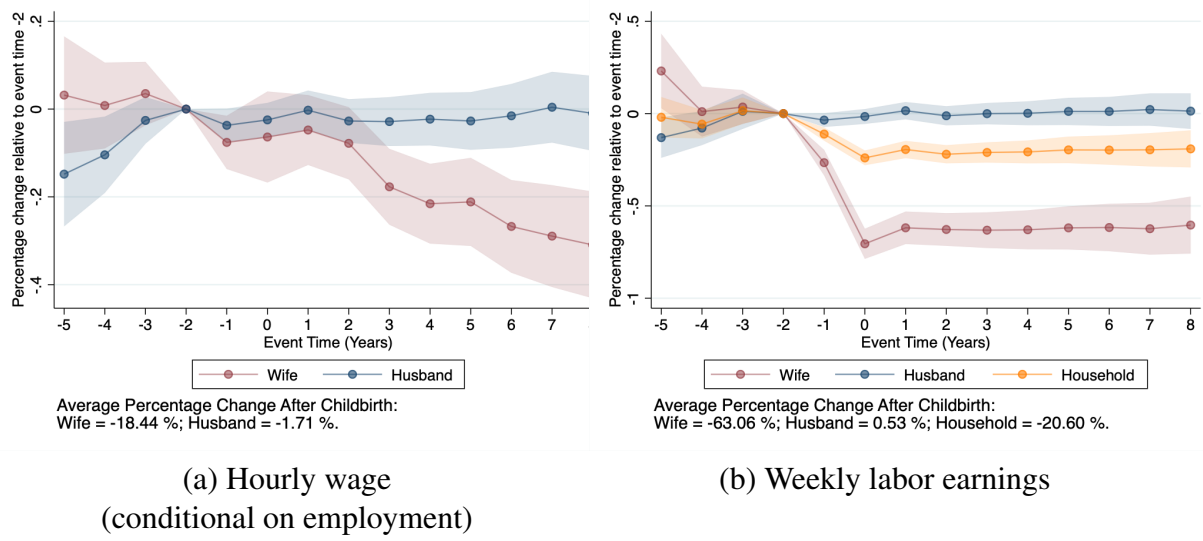 Percentage change relative to event time -2
.2
0
-.2
-.4
-5 -4 -3 -2 -1 0 1 2 3 4 5 6 7
Event Time (Years)
Wife Husband
Average Percentage Change After Childbirth:
Wife = -18.44 %; Husband = -1.71 %.
(a) Hourly wage
(conditional on employment)
Percentage change relative to event time -2
.5
0
-.5
-1
-5 -4 -3 -2 -1 0 1 2 3 4 5 6 7 8
Event Time (Years)
Wife Husband Household
Average Percentage Change After Childbirth:
Wife = -63.06 %; Husband = 0.53 %; Household = -20.60 %.
(b) Weekly labor earnings